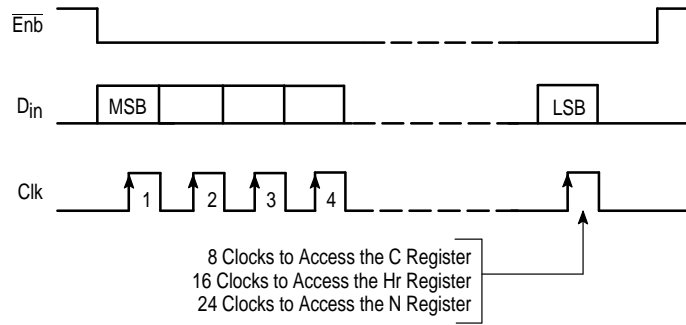 Enb
Din
MSB
LSB
Clk
1
2
3
4
8 Clocks to Access the C Register
16 Clocks to Access the Hr Register
24 Clocks to Access the N Register